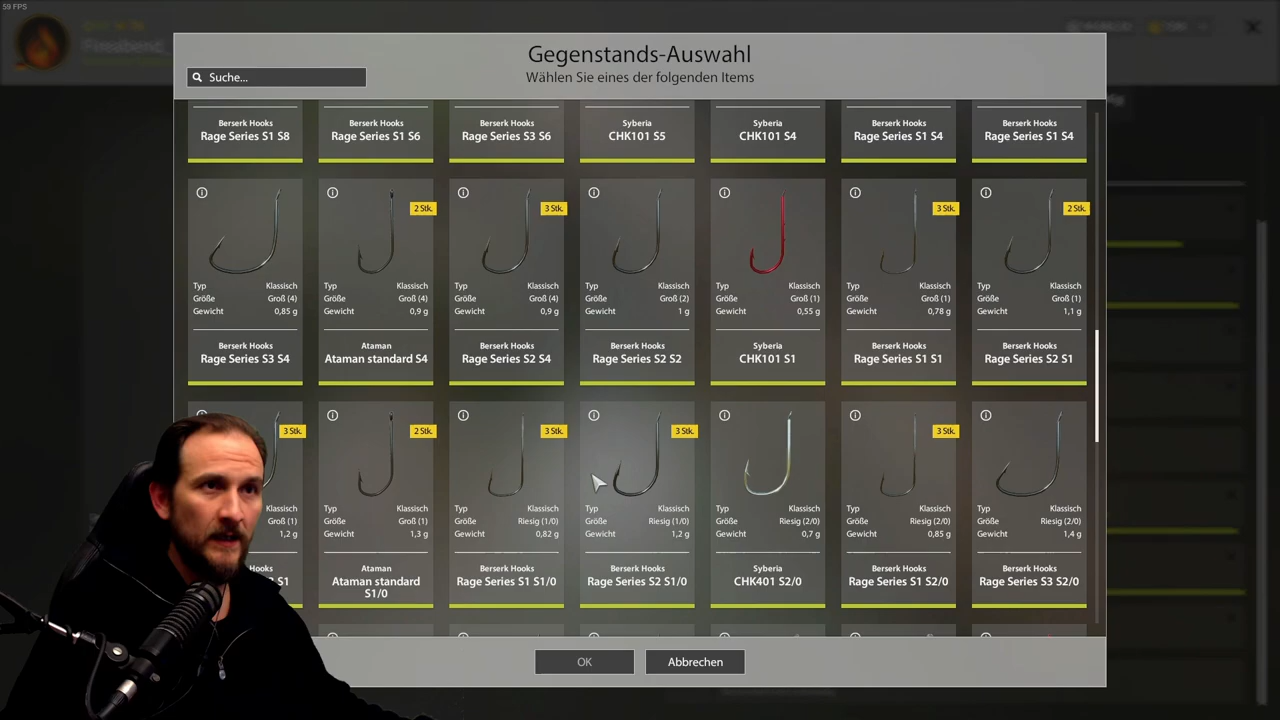 59 FPS
Gegenstands-Auswahl
Wählen Sie eines der folgenden Items
Suche...
Berserk Hooks
Rage Series S1 S8
Berserk Hooks
Rage Series S1 S6
Berserk Hooks
Rage Series S3 S6
Syberia
CHK101 S5
Syberia
CHK101 S4
Berserk Hooks
Rage Series S1 S4
Berserk Hooks
Rage Series S1 S4
Typ Klassisch
Größe Groß (4)
Gewicht 0,85 g
Berserk Hooks
Rage Series S3 S4
2 Stk.
Typ Klassisch
Größe Groß (4)
Gewicht 0,9 g
Ataman
Ataman standard S4
3 Stk.
Typ Klassisch
Größe Groß (4)
Gewicht 0,9 g
Berserk Hooks
Rage Series S2 S4
Typ Klassisch
Größe Groß (2)
Gewicht 1 g
Berserk Hooks
Rage Series S2 S2
Typ Klassisch
Größe Groß (1)
Gewicht 0,55 g
Syberia
CHK101 S1
3 Stk.
Typ Klassisch
Größe Groß (1)
Gewicht 0,78 g
Berserk Hooks
Rage Series S1 S1
2 Stk.
Typ Klassisch
Größe Groß (1)
Gewicht 1,1 g
Berserk Hooks
Rage Series S2 S1
3 Stk.
Klassisch
Groß (1)
1,2 g
Hooks
S1
2 Stk.
Typ Klassisch
Größe Groß (1)
Gewicht 1,3 g
Ataman
Ataman standard
S1/0
3 Stk.
Typ Klassisch
Größe Riesig (1/0)
Gewicht 0,82 g
Berserk Hooks
Rage Series S1 S1/0
3 Stk.
Typ Klassisch
Größe Riesig (1/0)
Gewicht 1,2 g
Berserk Hooks
Rage Series S2 S1/0
Typ Klassisch
Größe Riesig (2/0)
Gewicht 0,7 g
Syberia
CHK401 S2/0
3 Stk.
Typ Klassisch
Größe Riesig (2/0)
Gewicht 0,85 g
Berserk Hooks
Rage Series S1 S2/0
Typ Klassisch
Größe Riesig (2/0)
Gewicht 1,4 g
Berserk Hooks
Rage Series S3 S2/0
OK
Abbrechen